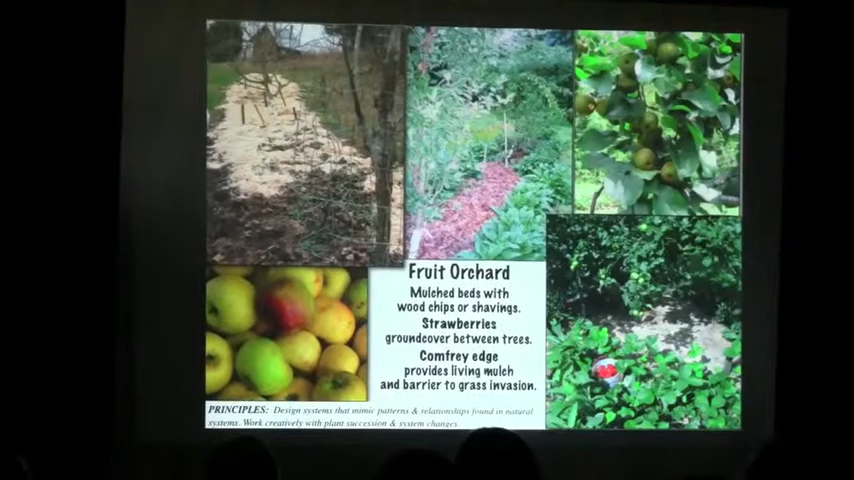 Fruit Orchard
Mulched beds with
wood chips or shavings.
Strawberries
groundcover between trees.
Comfrey edge
provides living mulch
and barrier to grass invasion.
PRINCIPLES: Design systems that mimic patterns & relationships found in natural
systems. Work creatively with plant succession & system changes.